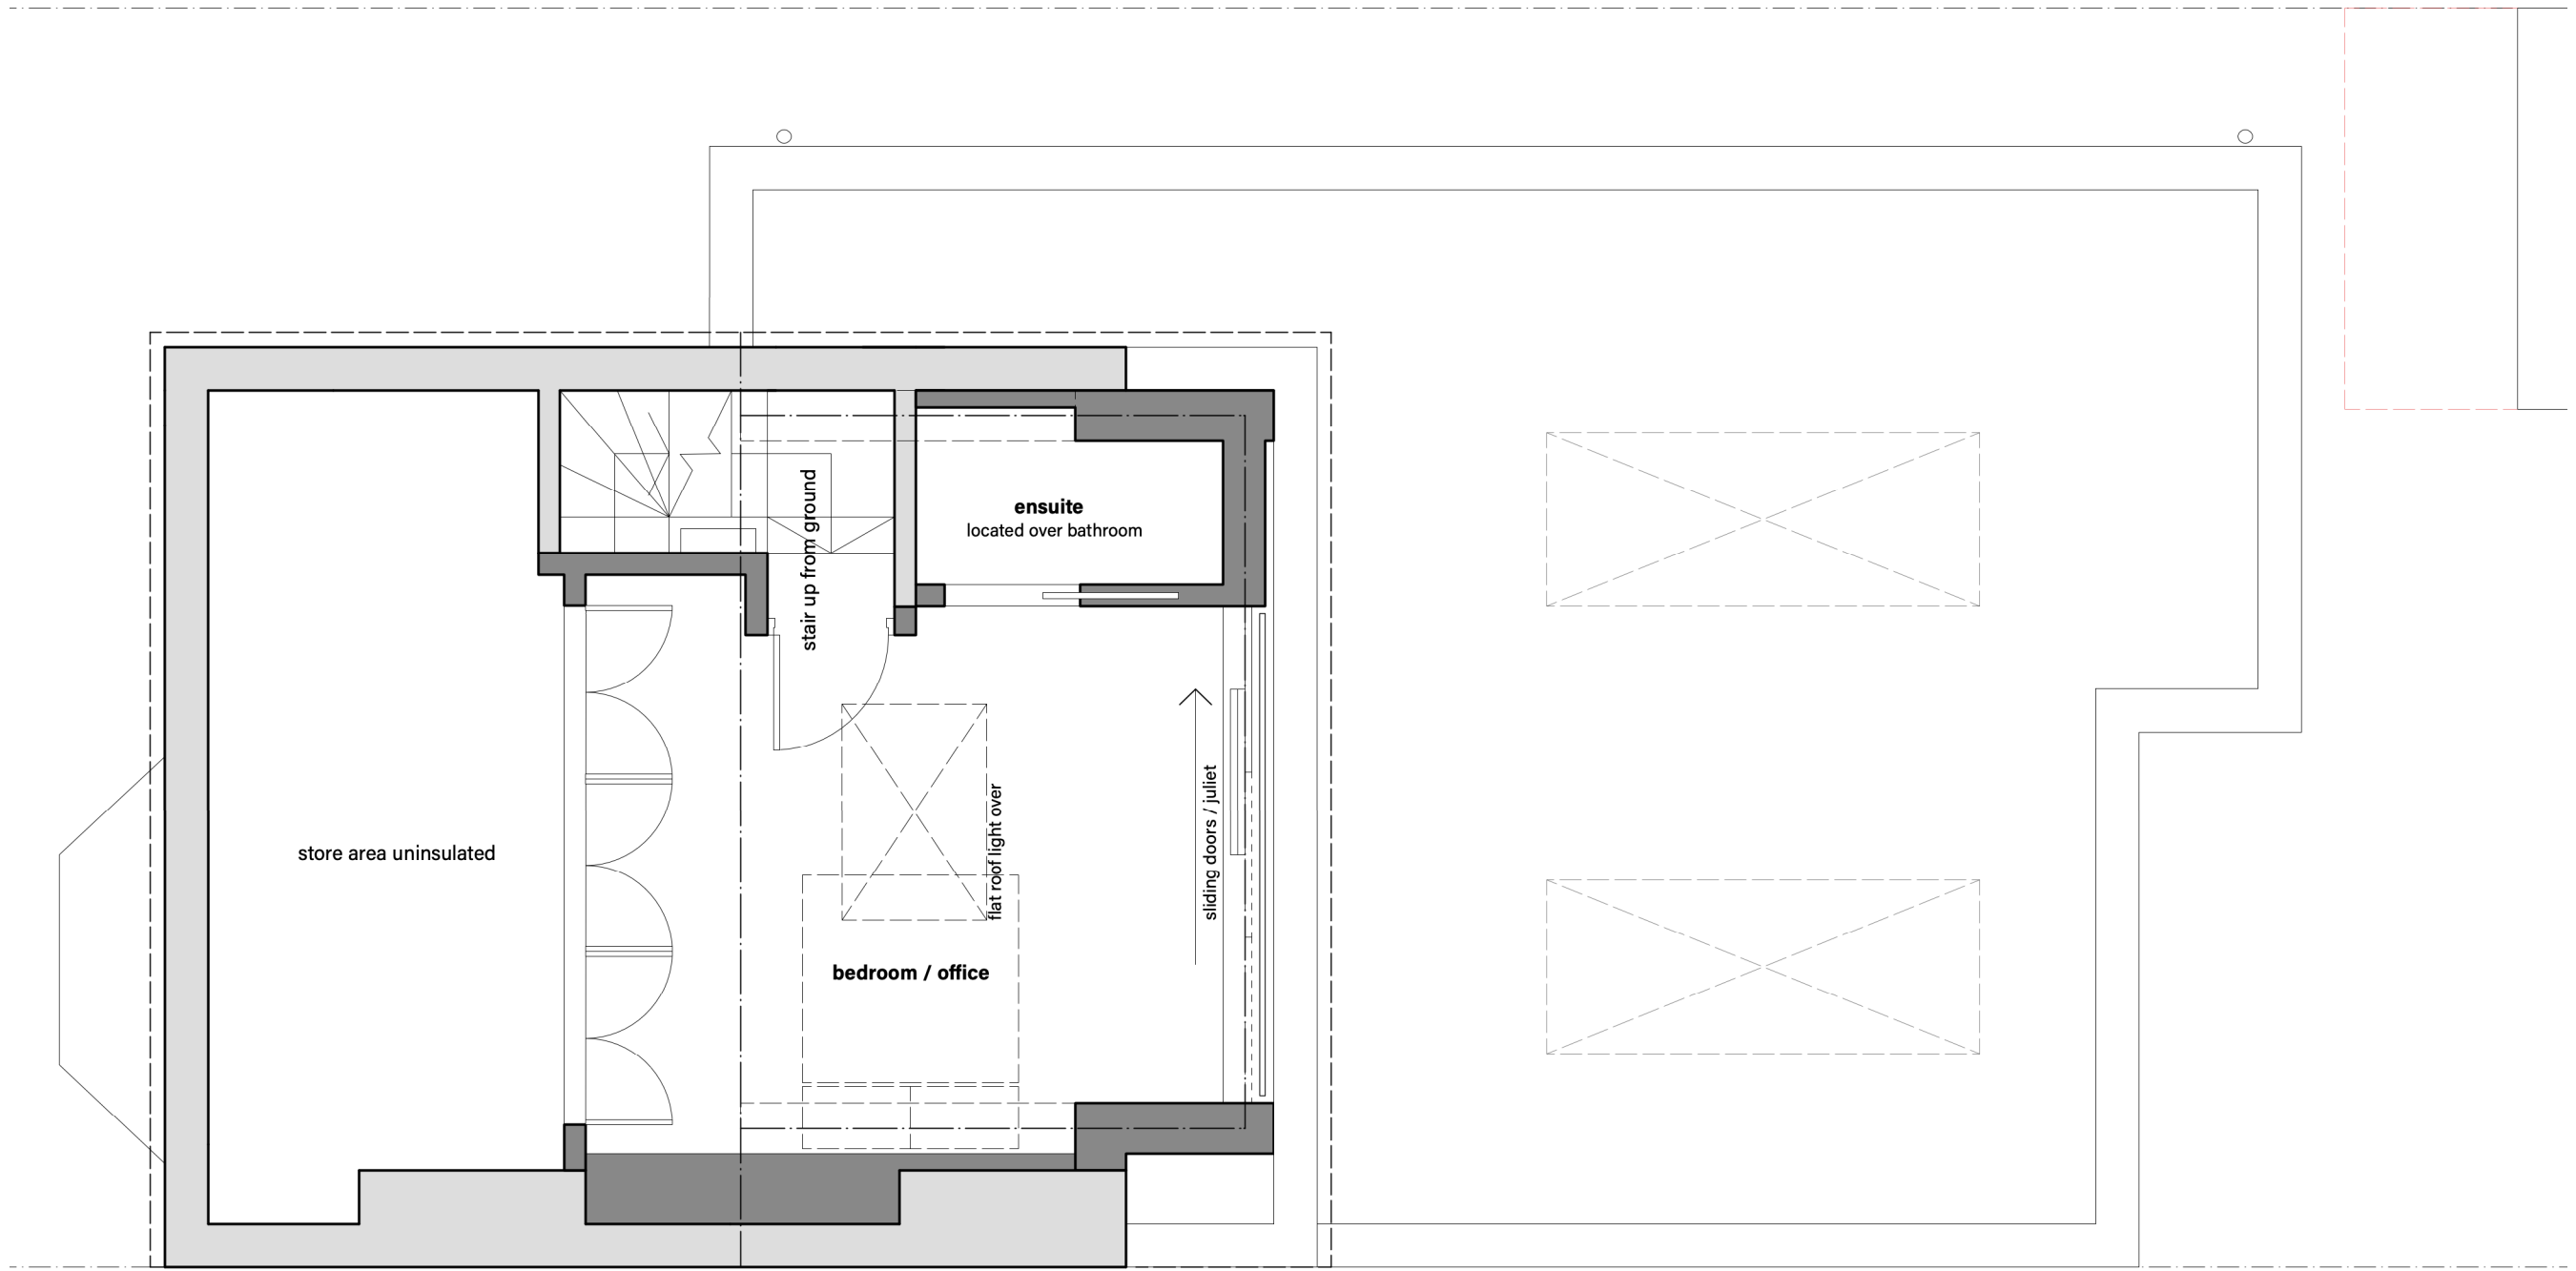 stair up from ground
ensuite
located over bathroom
store area uninsulated
flat roof light over
sliding doors / juliet
bedroom / office